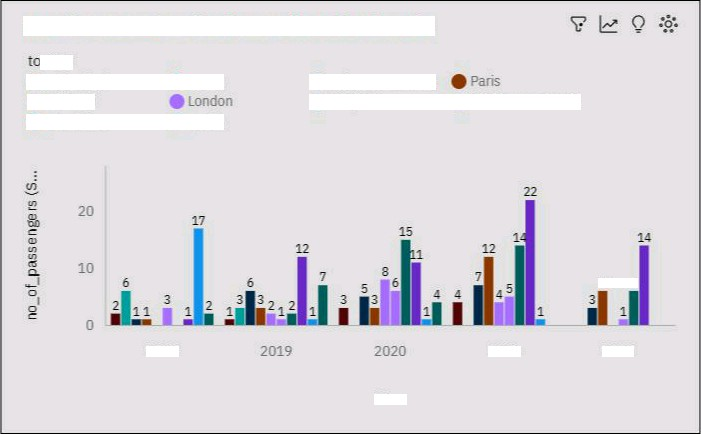 to
Paris
London
no_of_passengers (S...
20
10
0
2 6 1 1 3 1 17 2
1 3 6 3 2 1 2 12 1 7
3 5 3 8 6 15 11 1 4
4 7 12 4 5 14 22 1
3 1 14
2019 2020